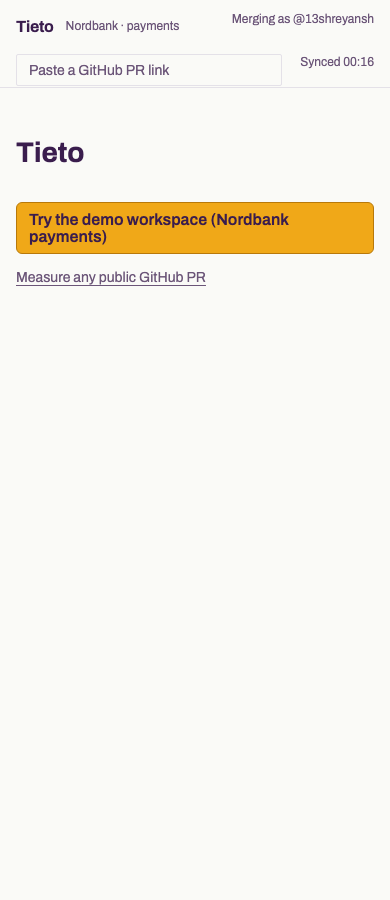 Tieto
Nordbank · payments
Merging as @13shreyansh
Paste a GitHub PR link
Synced 00:16
Tieto
Try the demo workspace (Nordbank
payments)
Measure any public GitHub PR